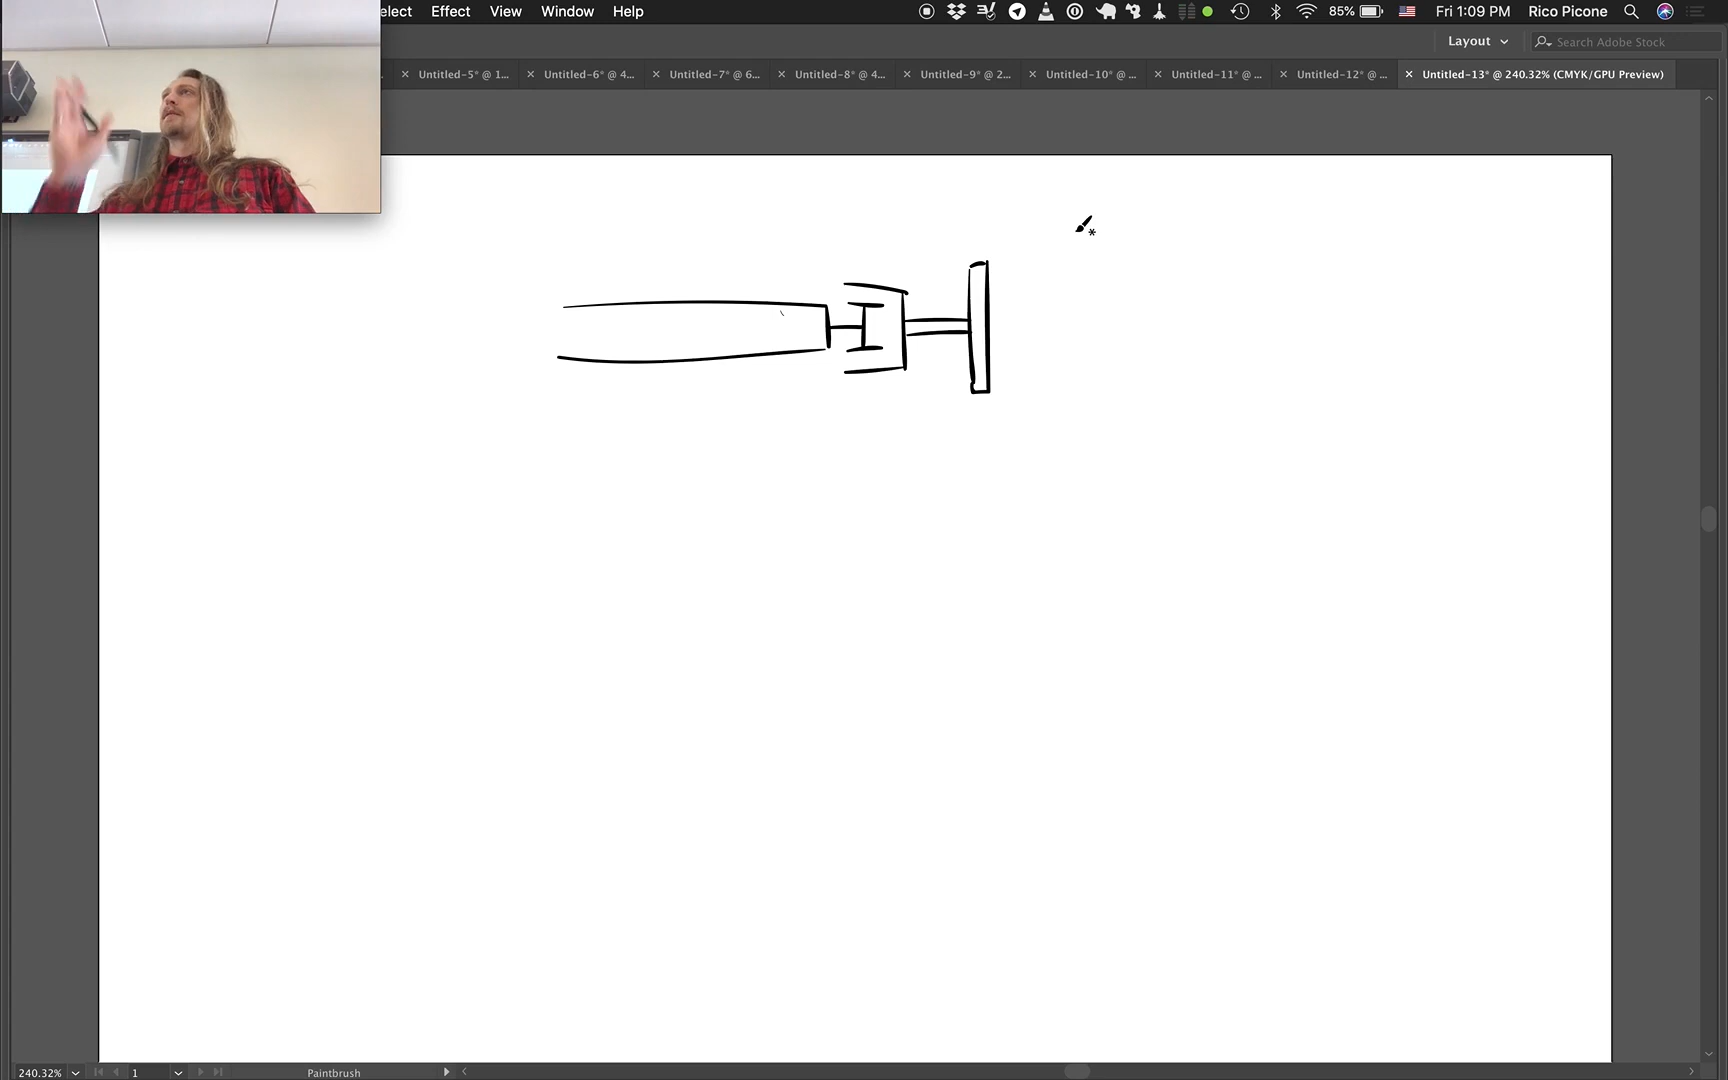 elect Effect View Window Help 85% Fri 1:09 PM Rico Picone
Layout Search Adobe Stock
Untitled-5* @ 1... Untitled-6* @ 4... Untitled-7* @ 6... Untitled-8* @ 4... Untitled-9* @ 2... Untitled-10* @ ... Untitled-11* @ ... Untitled-12* @ ... Untitled-13* @ 240.32% (CMYK/GPU Preview)
240.32% 1 Paintbrush